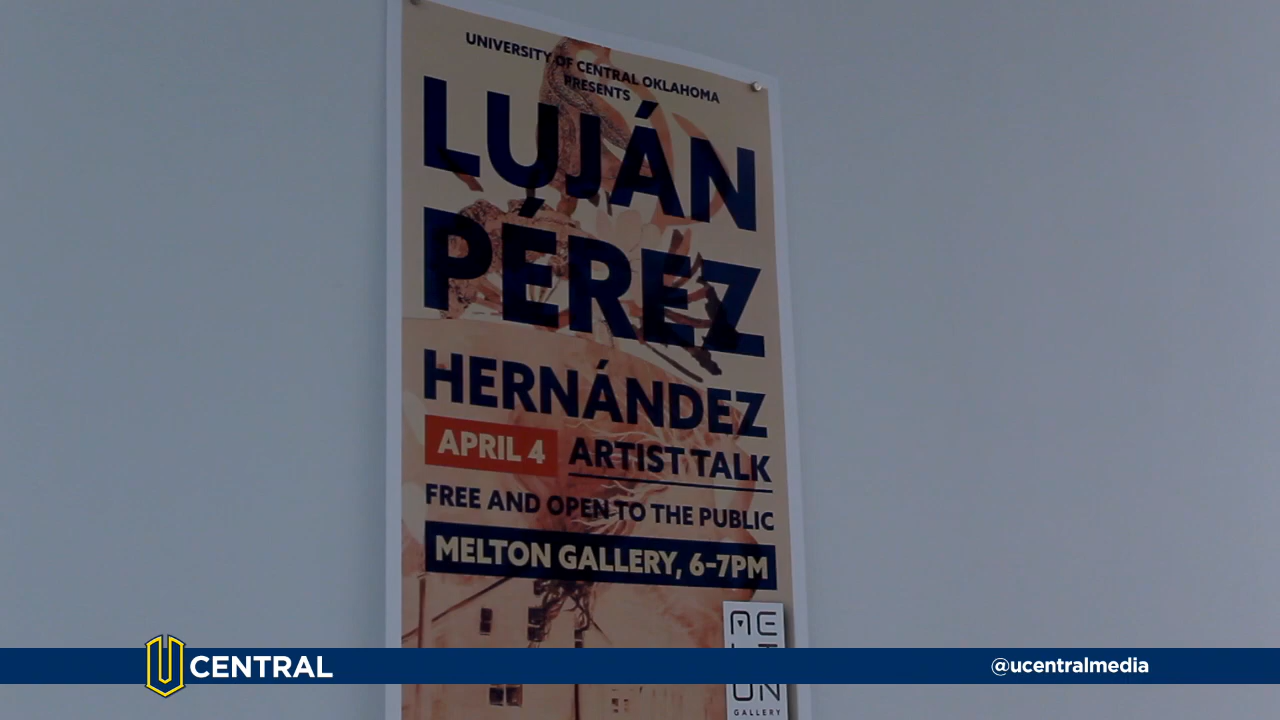 UNIVERSITY OF CENTRAL OKLAHOMA
PRESENTS
LUJÁN
PÉREZ
HERNÁNDEZ
APRIL 4 ARTIST TALK
FREE AND OPEN TO THE PUBLIC
MELTON GALLERY, 6-7PM
MELTON
GALLERY
U CENTRAL
@ucentralmedia